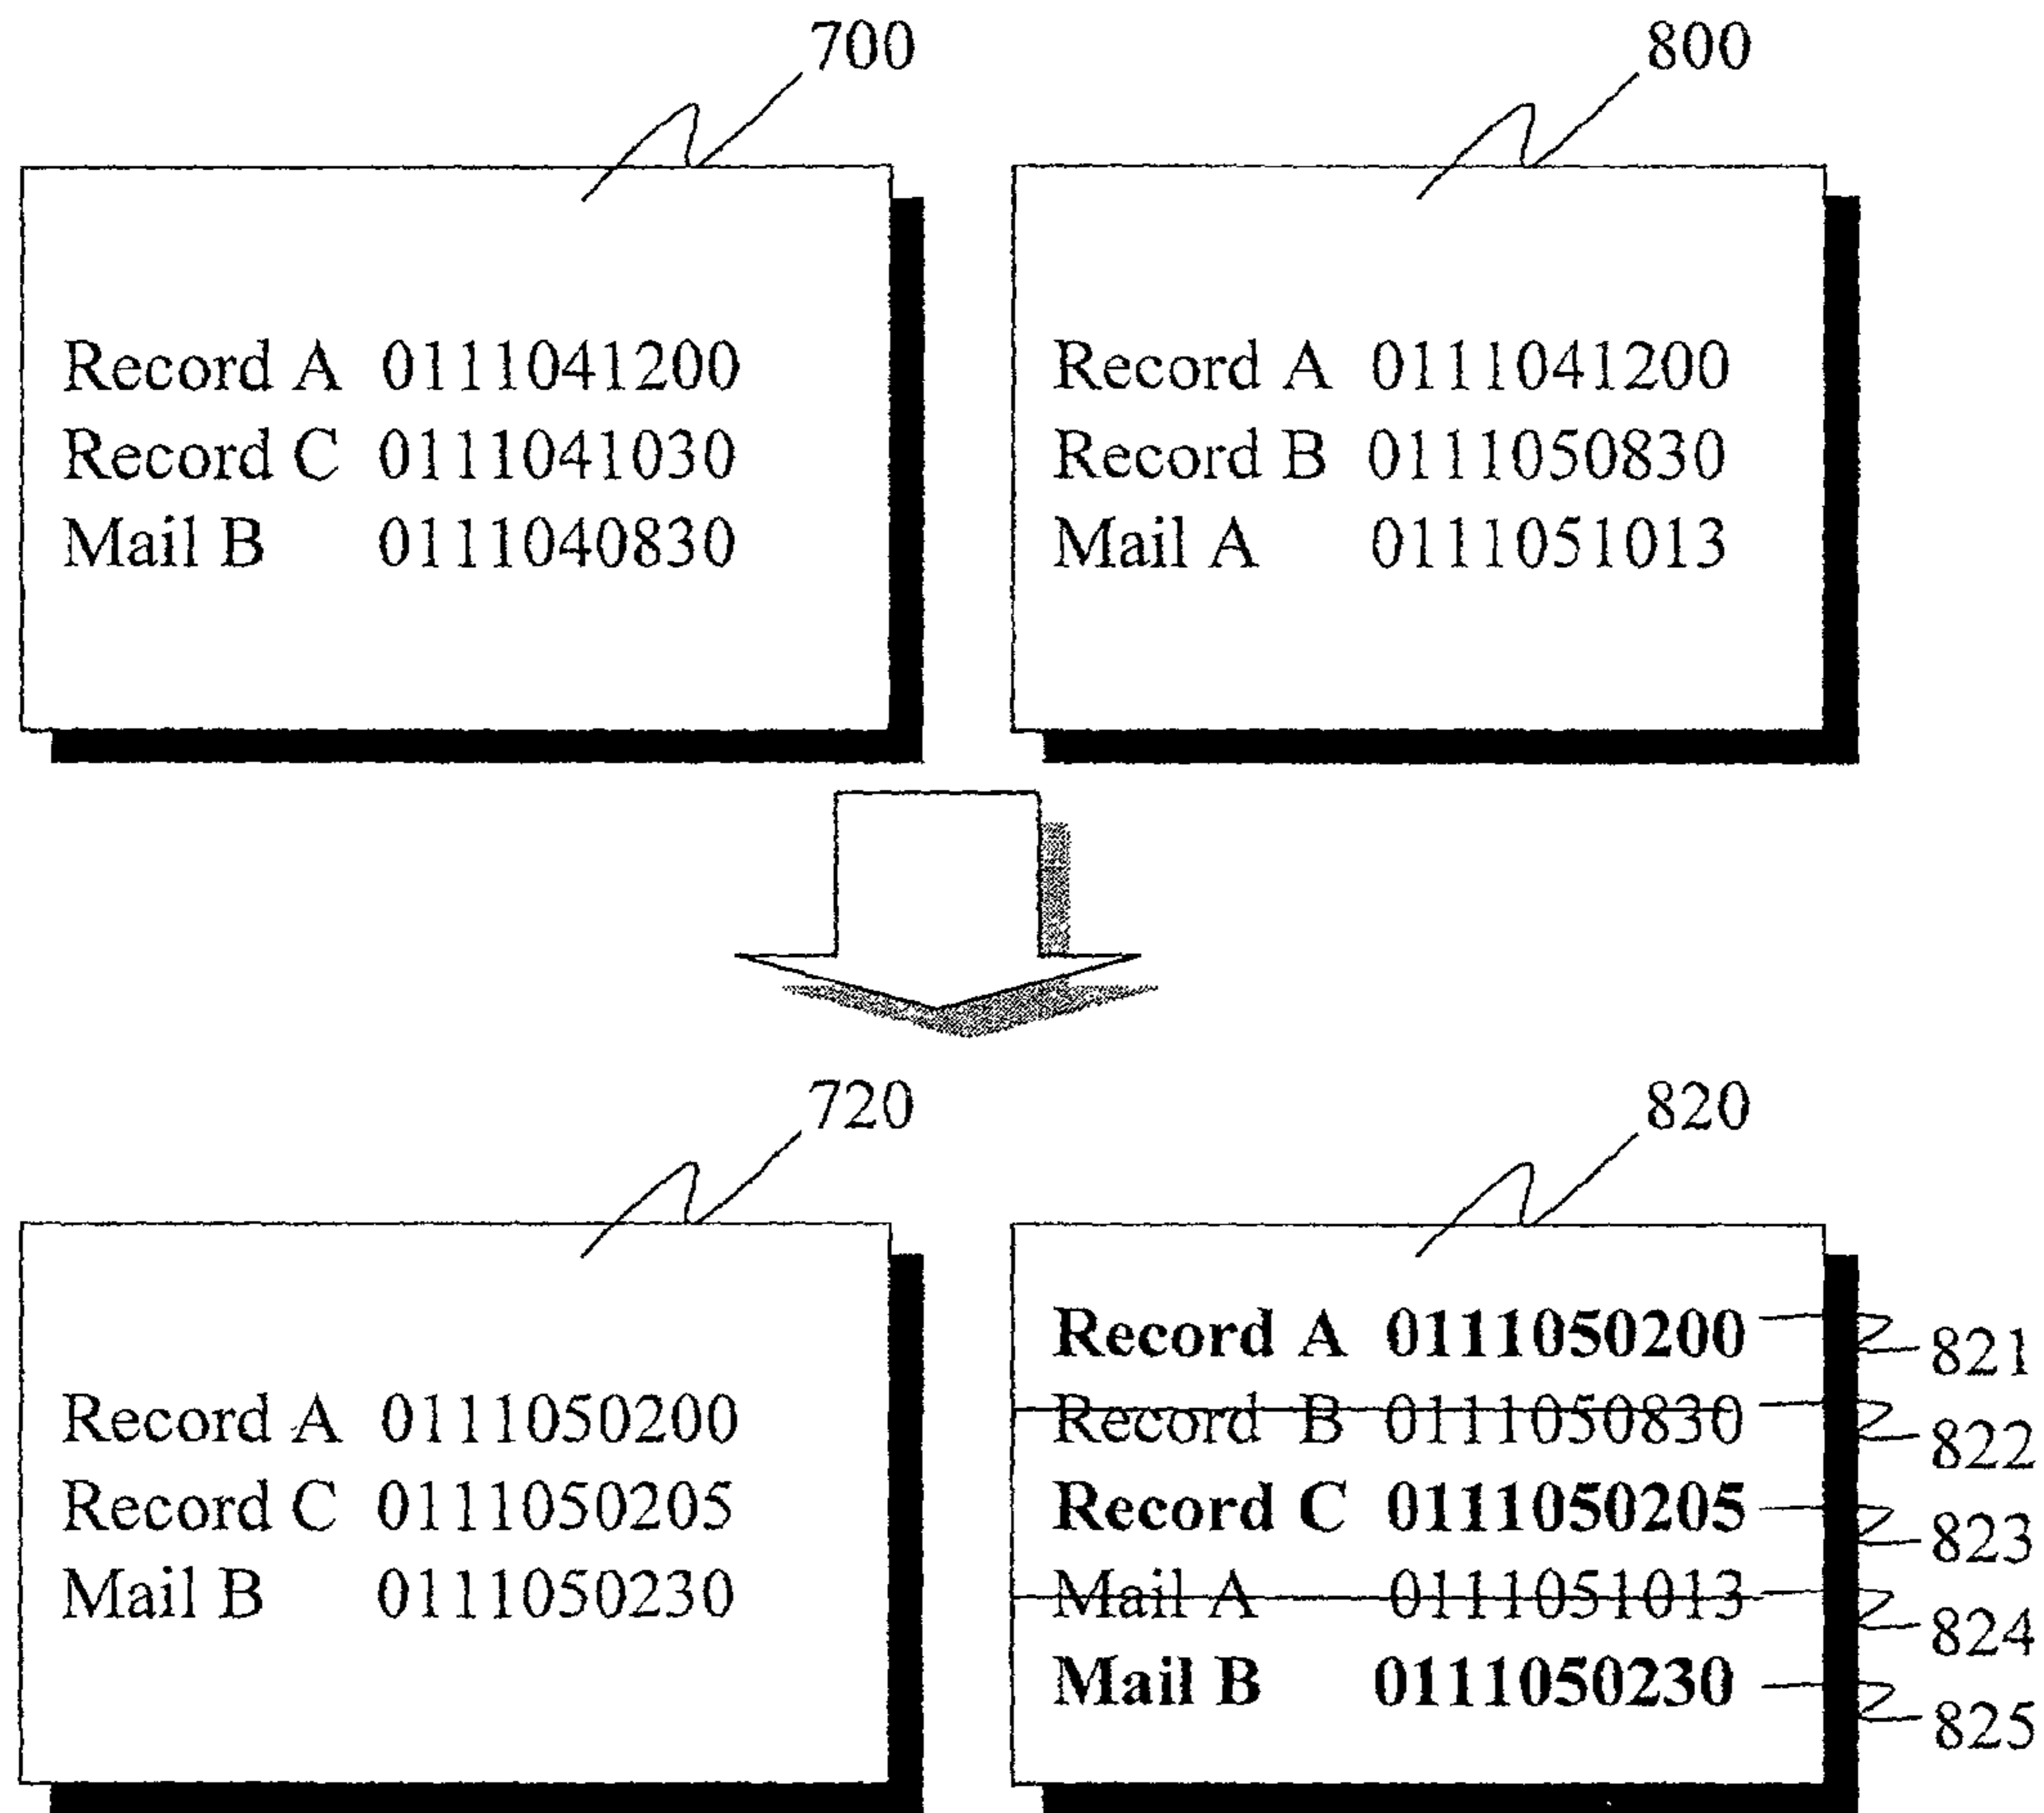 700
800
Record A 0111041200
Record C 0111041030
Mail B 0111040830
Record A 0111041200
Record B 0111050830
Mail A 0111051013
720
820
Record A 0111050200
Record C 0111050205
Mail B 0111050230
Record A 0111050200
821
Record B 0111050830
822
Record C 0111050205
823
Mail A 0111051013
824
Mail B 0111050230
825